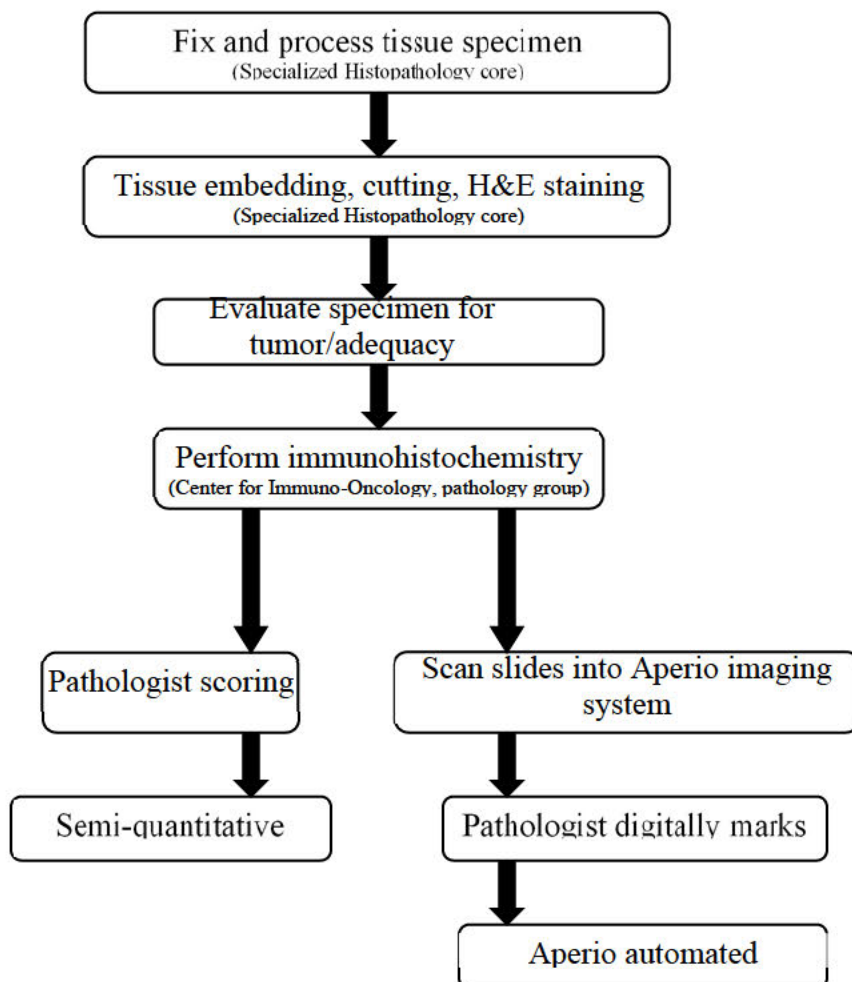 Fix and process tissue specimen
(Specialized Histopathology core)
Tissue embedding, cutting, H&E staining
(Specialized Histopathology core)
Evaluate specimen for
tumor/adequacy
Perform immunohistochemistry
(Center for Immuno-Oncology, pathology group)
Pathologist scoring
Semi-quantitative
Scan slides into Aperio imaging
system
Pathologist digitally marks
Aperio automated